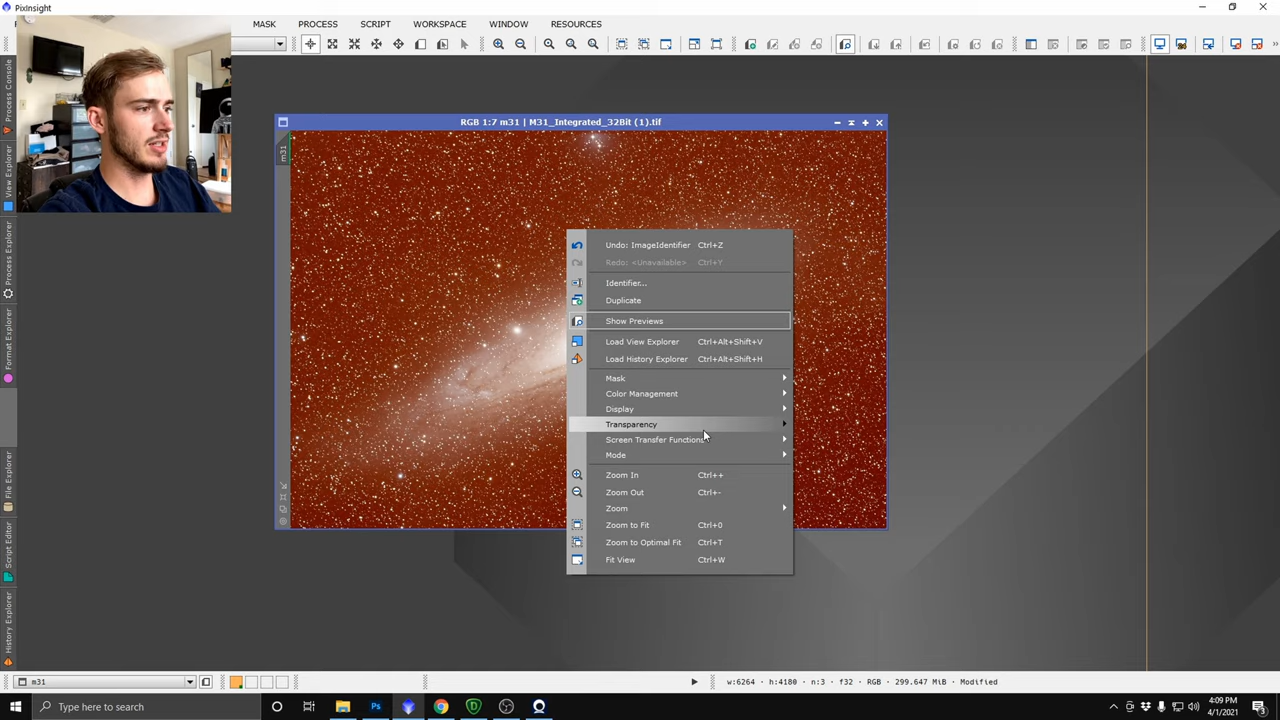 PixInsight
MASK PROCESS SCRIPT WORKSPACE WINDOW RESOURCES
Process Console
View Explorer
Process Explorer
Format Explorer
File Explorer
Script Editor
History Explorer
RGB 1:7 m31 | M31_Integrated_32Bit (1).tif
m31
Undo: ImageIdentifier Ctrl+Z
Redo: <Unavailable> Ctrl+Y
Identifier...
Duplicate
Show Previews
Load View Explorer Ctrl+Alt+Shift+V
Load History Explorer Ctrl+Alt+Shift+H
Mask
Color Management
Display
Transparency
Screen Transfer Functions
Mode
Zoom In Ctrl++
Zoom Out Ctrl+-
Zoom
Zoom to Fit Ctrl+0
Zoom to Optimal Fit Ctrl+T
Fit View Ctrl+W
m31
w:6264 · h:4180 · n:3 · f32 · RGB · 299.647 MiB · Modified
Type here to search
4:09 PM
4/1/2021